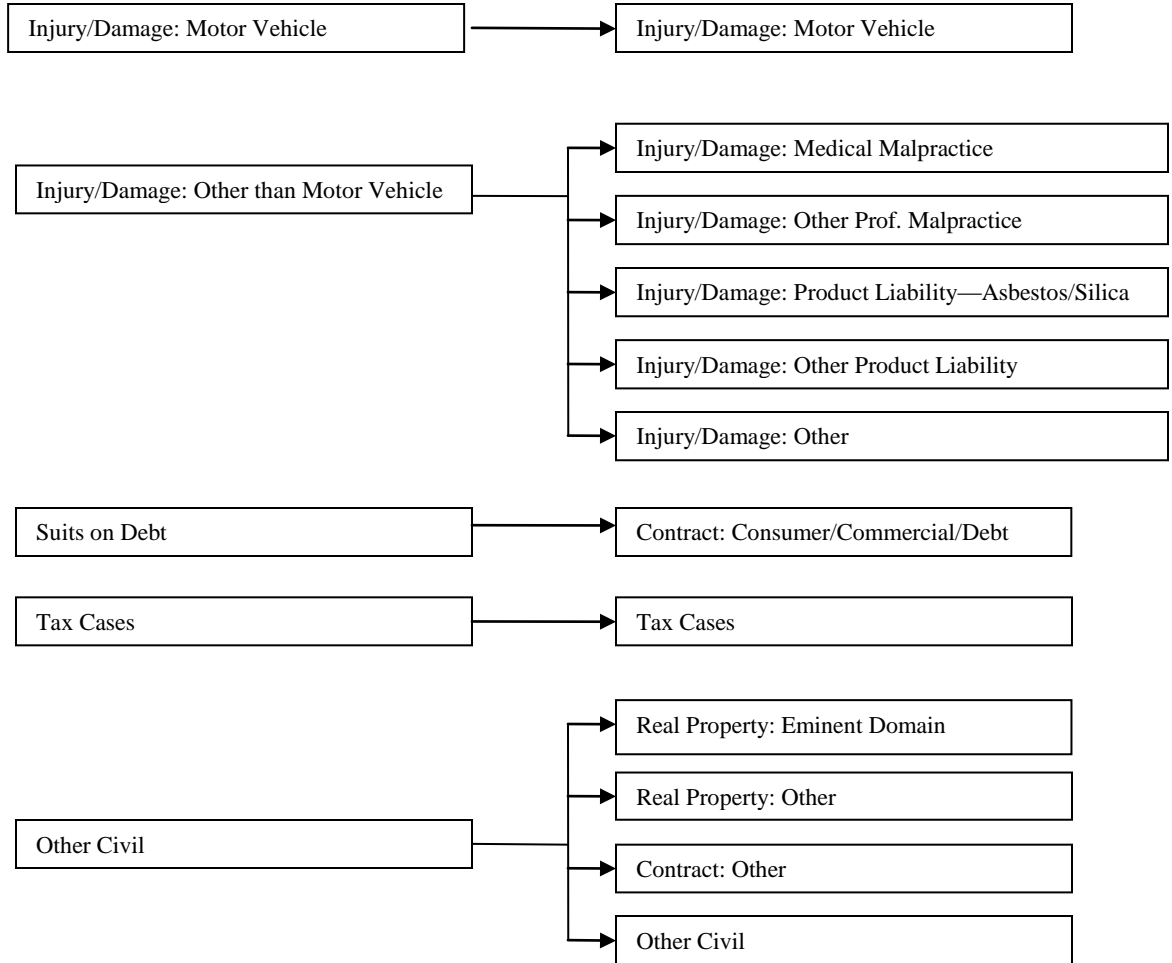 Injury/Damage: Motor Vehicle
Injury/Damage: Motor Vehicle
Injury/Damage: Other than Motor Vehicle
Injury/Damage: Medical Malpractice
Injury/Damage: Other Prof. Malpractice
Injury/Damage: Product Liability—Asbestos/Silica
Injury/Damage: Other Product Liability
Injury/Damage: Other
Suits on Debt
Contract: Consumer/Commercial/Debt
Tax Cases
Tax Cases
Other Civil
Real Property: Eminent Domain
Real Property: Other
Contract: Other
Other Civil